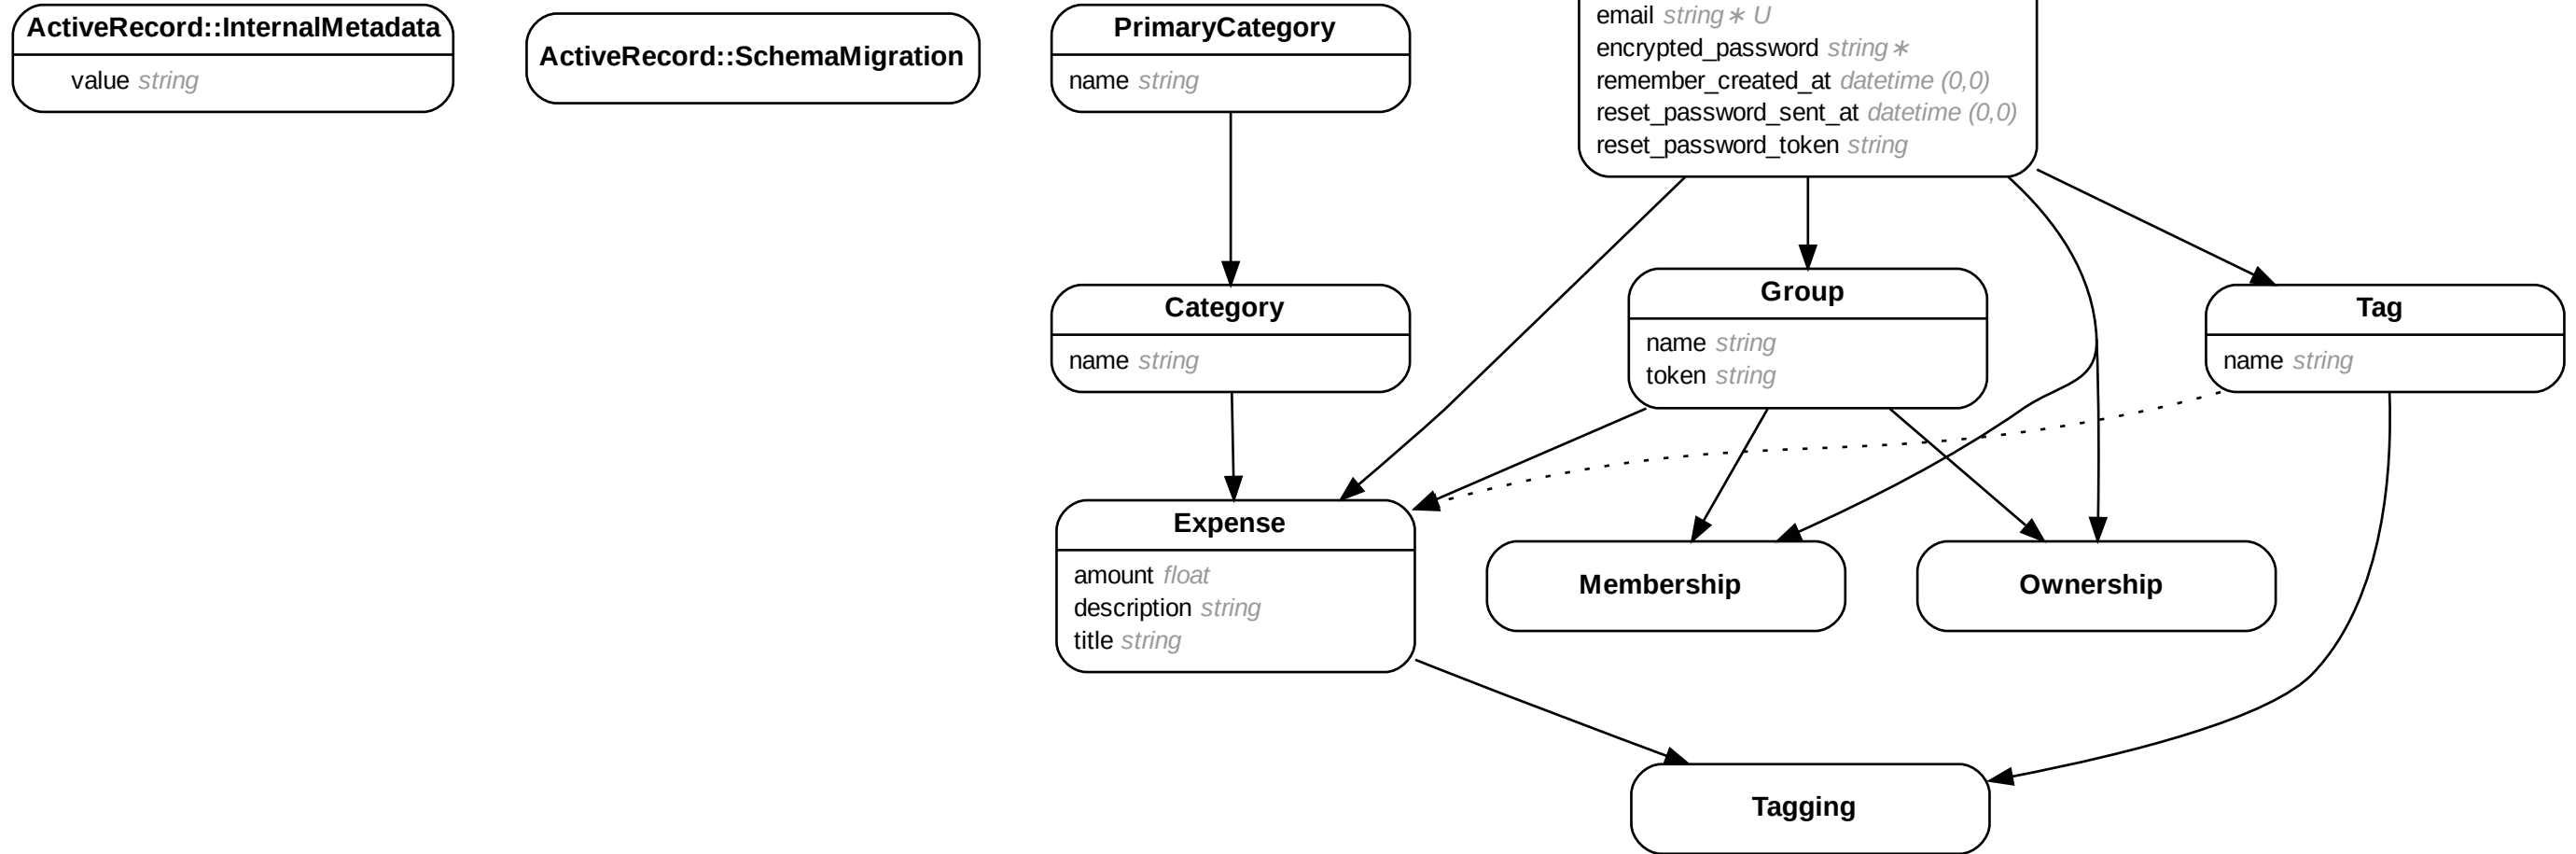 ActiveRecord::InternalMetadata
value string
ActiveRecord::SchemaMigration
PrimaryCategory
name string
email string∗ U
encrypted_password string∗
remember_created_at datetime (0,0)
reset_password_sent_at datetime (0,0)
reset_password_token string
Category
name string
Group
name string
token string
Tag
name string
Expense
amount float
description string
title string
Membership
Ownership
Tagging